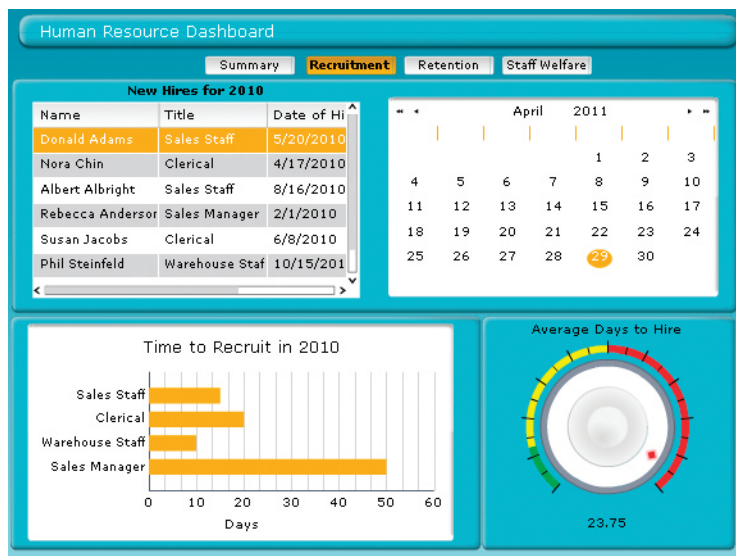 Human Resource Dashboard
Summary Recruitment Retention Staff Welfare
New Hires for 2010
Name Title Date of Hi
Donald Adams Sales Staff 5/20/2010
Nora Chin Clerical 4/17/2010
Albert Albright Sales Staff 8/16/2010
Rebecca Anderson Sales Manager 2/1/2010
Susan Jacobs Clerical 6/8/2010
Phil Steinfeld Warehouse Staf 10/15/201
April 2011
1 2 3
4 5 6 7 8 9 10
11 12 13 14 15 16 17
18 19 20 21 22 23 24
25 26 27 28 29 30
Time to Recruit in 2010
Sales Staff
Clerical
Warehouse Staff
Sales Manager
0 10 20 30 40 50 60
Days
Average Days to Hire
23.75